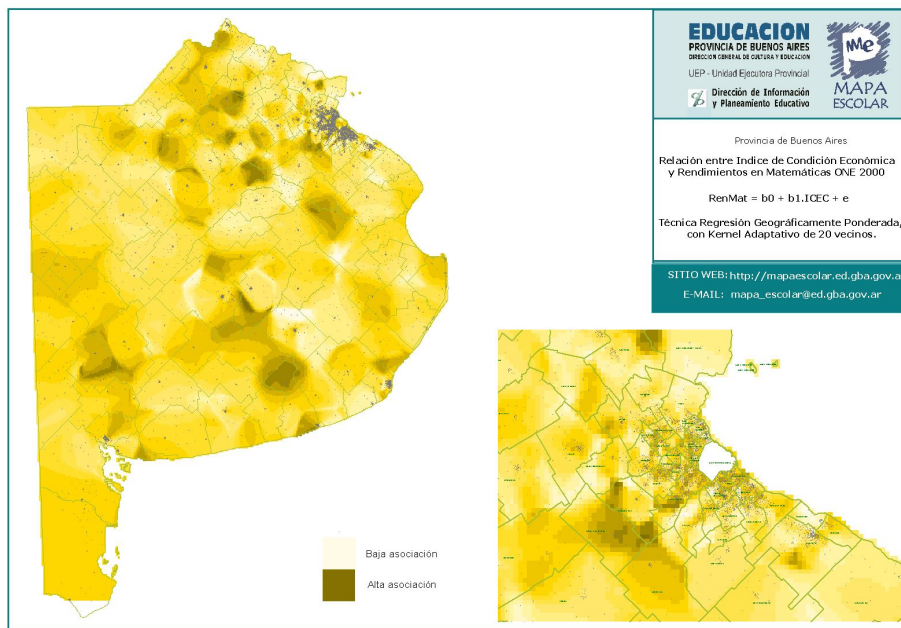 EDUCACION
PROVINCIA DE BUENOS AIRES
DIRECCIÓN GENERAL DE CULTURA Y EDUCACION
UEP - Unidad Ejecutora Provincial
Dirección de Información
y Planeamiento Educativo
me
MAPA
ESCOLAR
Provincia de Buenos Aires
Relación entre Indice de Condición Económica
y Rendimientos en Matemáticas ONE 2000
RenMat = b0 + b1.ICEC + e
Técnica Regresión Geográficamente Ponderada,
con Kernel Adaptativo de 20 vecinos.
SITIO WEB: http://mapaescolar.ed.gba.gov.a
E-MAIL: mapa_escolar@ed.gba.gov.ar
Baja asociación
Alta asociación